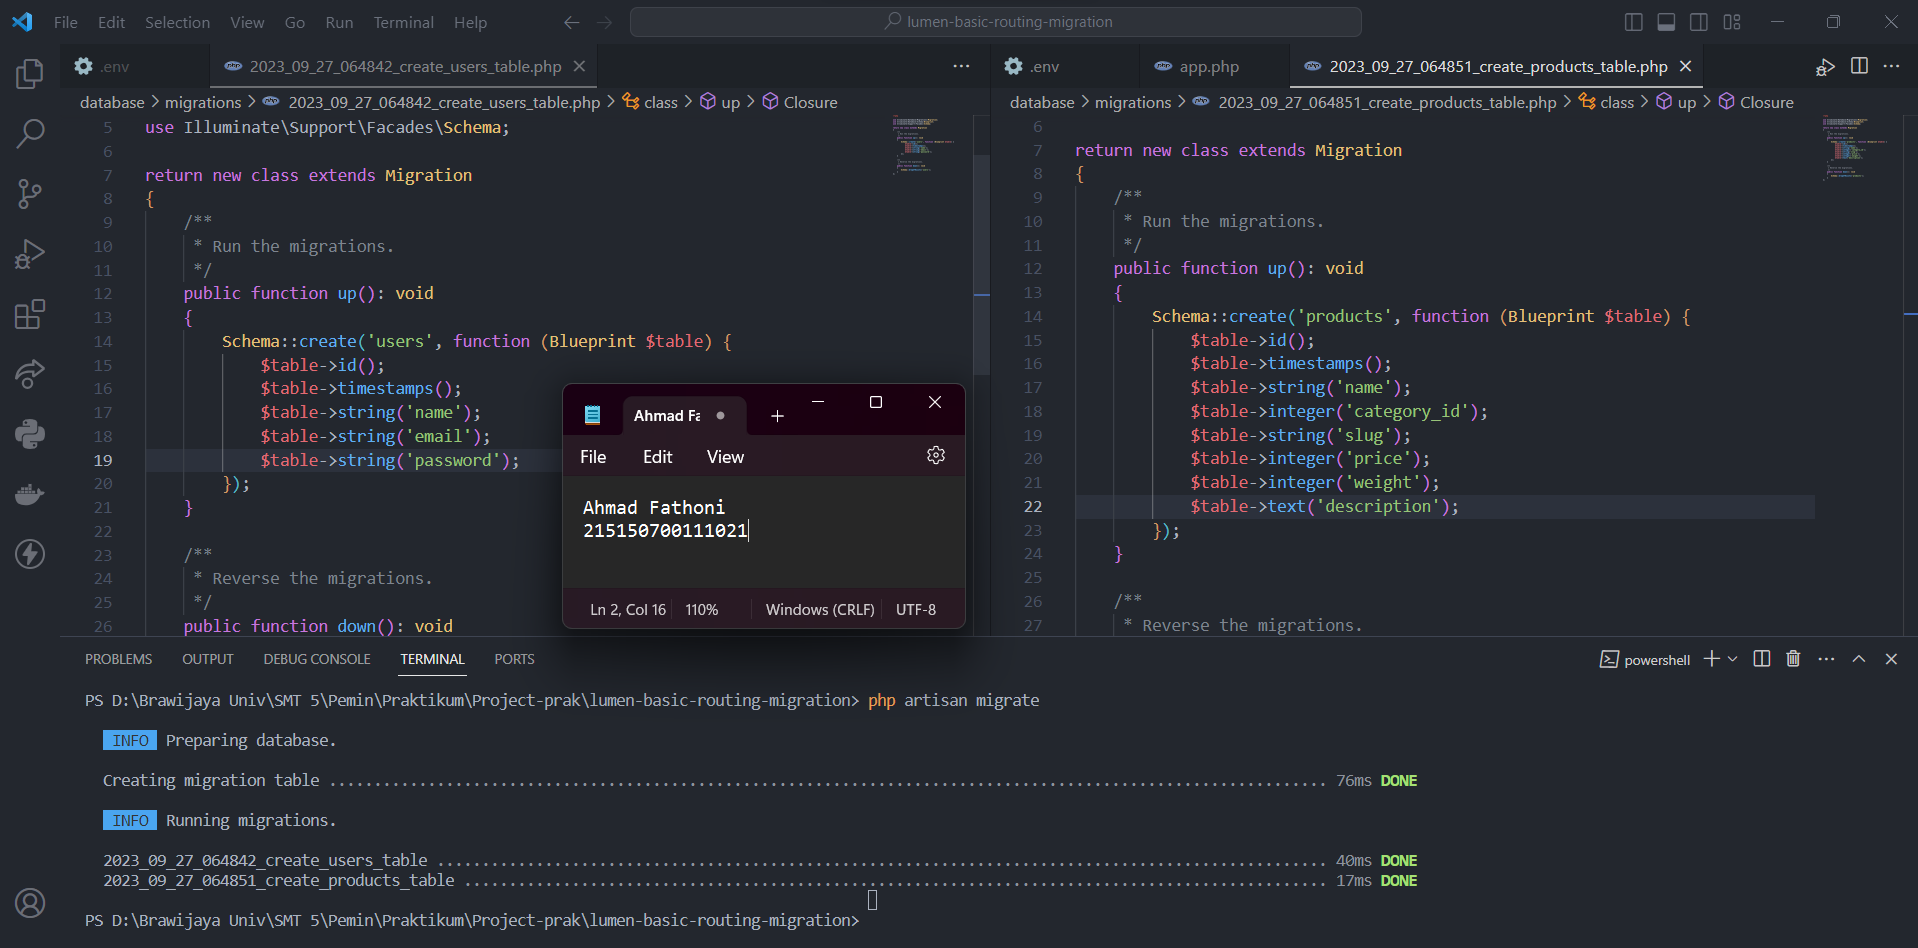 File Edit Selection View Go Run Terminal Help
lumen-basic-routing-migration
.env
2023_09_27_064842_create_users_table.php
database > migrations > 2023_09_27_064842_create_users_table.php > class > up > Closure
5 use Illuminate\Support\Facades\Schema;
6
7 return new class extends Migration
8 {
9 /**
10 * Run the migrations.
11 */
12 public function up(): void
13 {
14 Schema::create('users', function (Blueprint $table) {
15 $table->id();
16 $table->timestamps();
17 $table->string('name');
18 $table->string('email');
19 $table->string('password');
20 });
21 }
22
23 /**
24 * Reverse the migrations.
25 */
26 public function down(): void
.env
app.php
2023_09_27_064851_create_products_table.php
database > migrations > 2023_09_27_064851_create_products_table.php > class > up > Closure
6
7 return new class extends Migration
8 {
9 /**
10 * Run the migrations.
11 */
12 public function up(): void
13 {
14 Schema::create('products', function (Blueprint $table) {
15 $table->id();
16 $table->timestamps();
17 $table->string('name');
18 $table->integer('category_id');
19 $table->string('slug');
20 $table->integer('price');
21 $table->integer('weight');
22 $table->text('description');
23 });
24 }
25
26 /**
27 * Reverse the migrations.
Ahmad Fa
File Edit View
Ahmad Fathoni
215150700111021
Ln 2, Col 16 110% Windows (CRLF) UTF-8
PROBLEMS OUTPUT DEBUG CONSOLE TERMINAL PORTS
powershell
PS D:\Brawijaya Univ\SMT 5\Pemin\Praktikum\Project-prak\lumen-basic-routing-migration> php artisan migrate
INFO Preparing database.
Creating migration table ............................................................ 76ms DONE
INFO Running migrations.
2023_09_27_064842_create_users_table ............................................................ 40ms DONE
2023_09_27_064851_create_products_table ............................................................ 17ms DONE
PS D:\Brawijaya Univ\SMT 5\Pemin\Praktikum\Project-prak\lumen-basic-routing-migration>